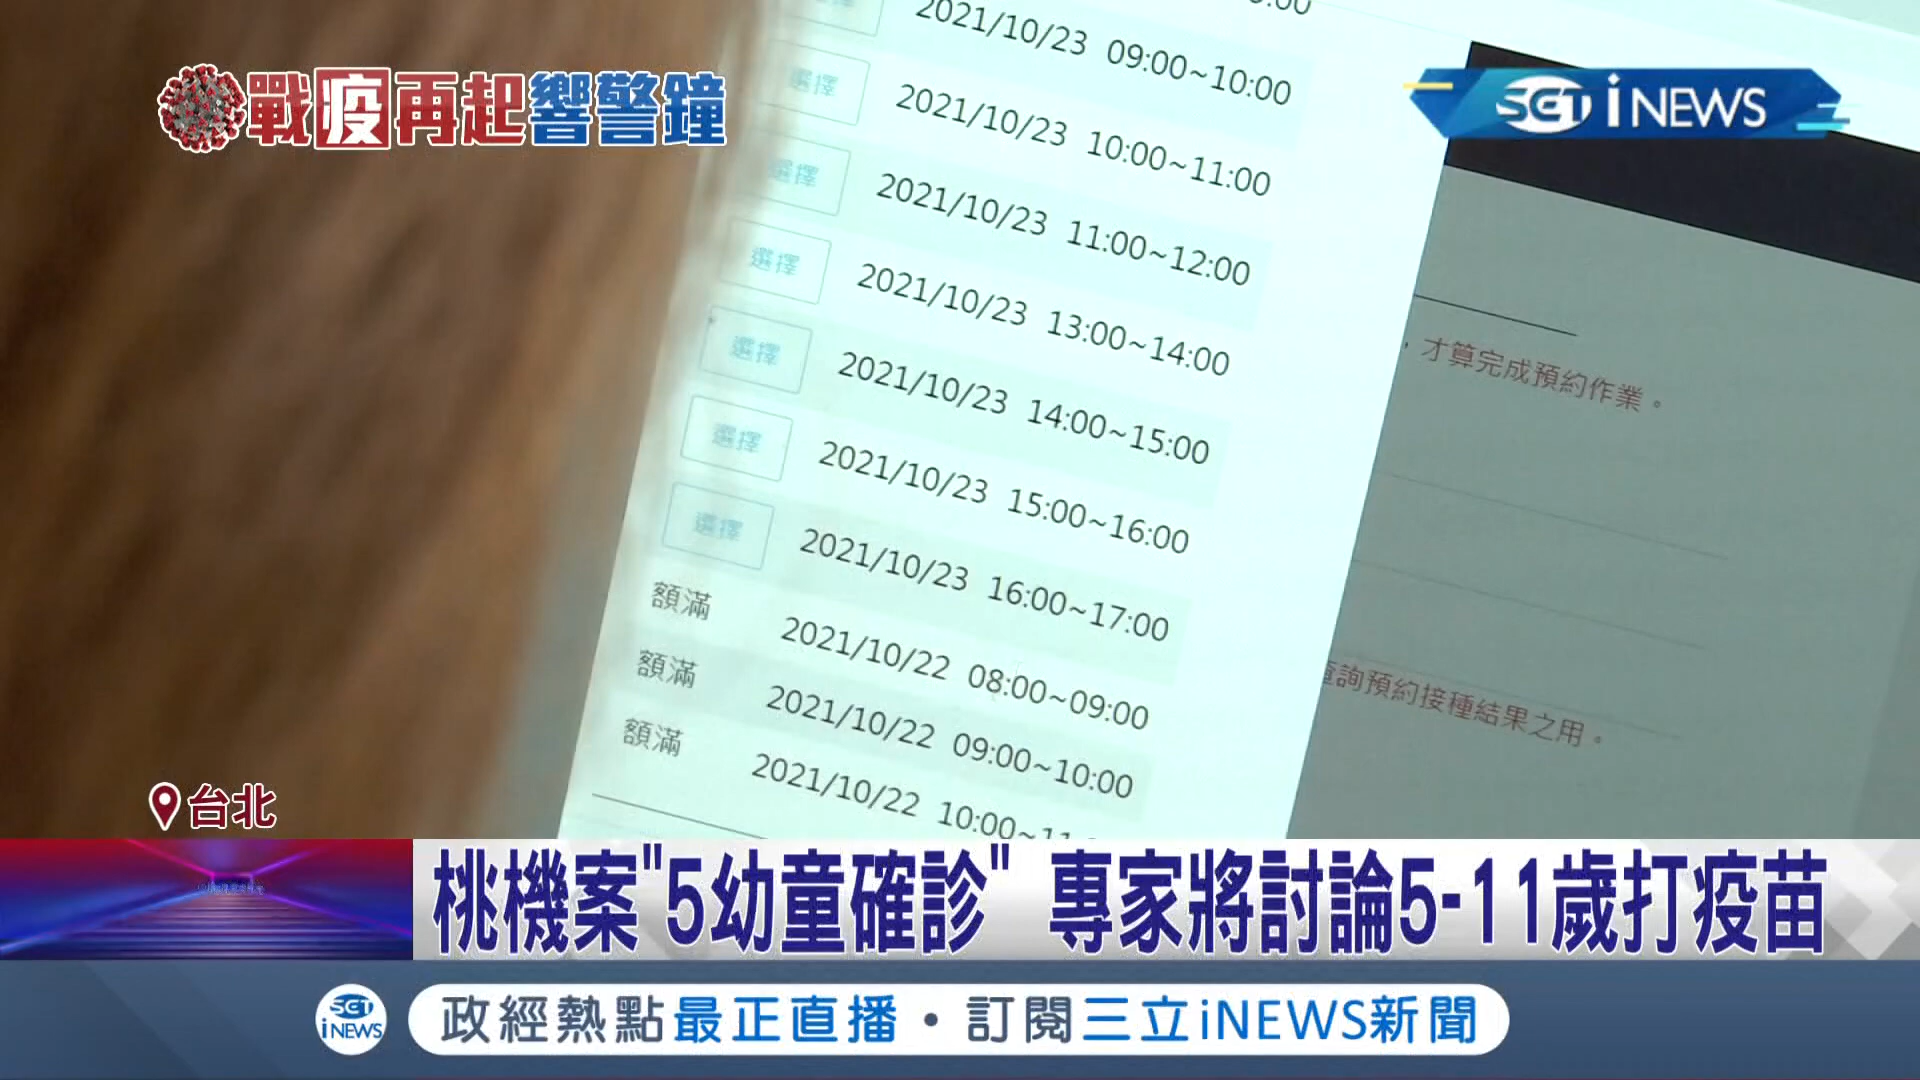 戰疫再起響警鐘
SET iNEWS
2021/10/23 09:00~10:00
選擇 2021/10/23 10:00~11:00
選擇 2021/10/23 11:00~12:00
選擇 2021/10/23 13:00~14:00
選擇 2021/10/23 14:00~15:00
選擇 2021/10/23 15:00~16:00
選擇 2021/10/23 16:00~17:00
額滿 2021/10/22 08:00~09:00
額滿 2021/10/22 09:00~10:00
額滿 2021/10/22 10:00~11
，才算完成預約作業。
查詢預約接種結果之用。
台北
桃機案"5幼童確診" 專家將討論5-11歲打疫苗
SET iNEWS
政經熱點最正直播・訂閱三立iNEWS新聞